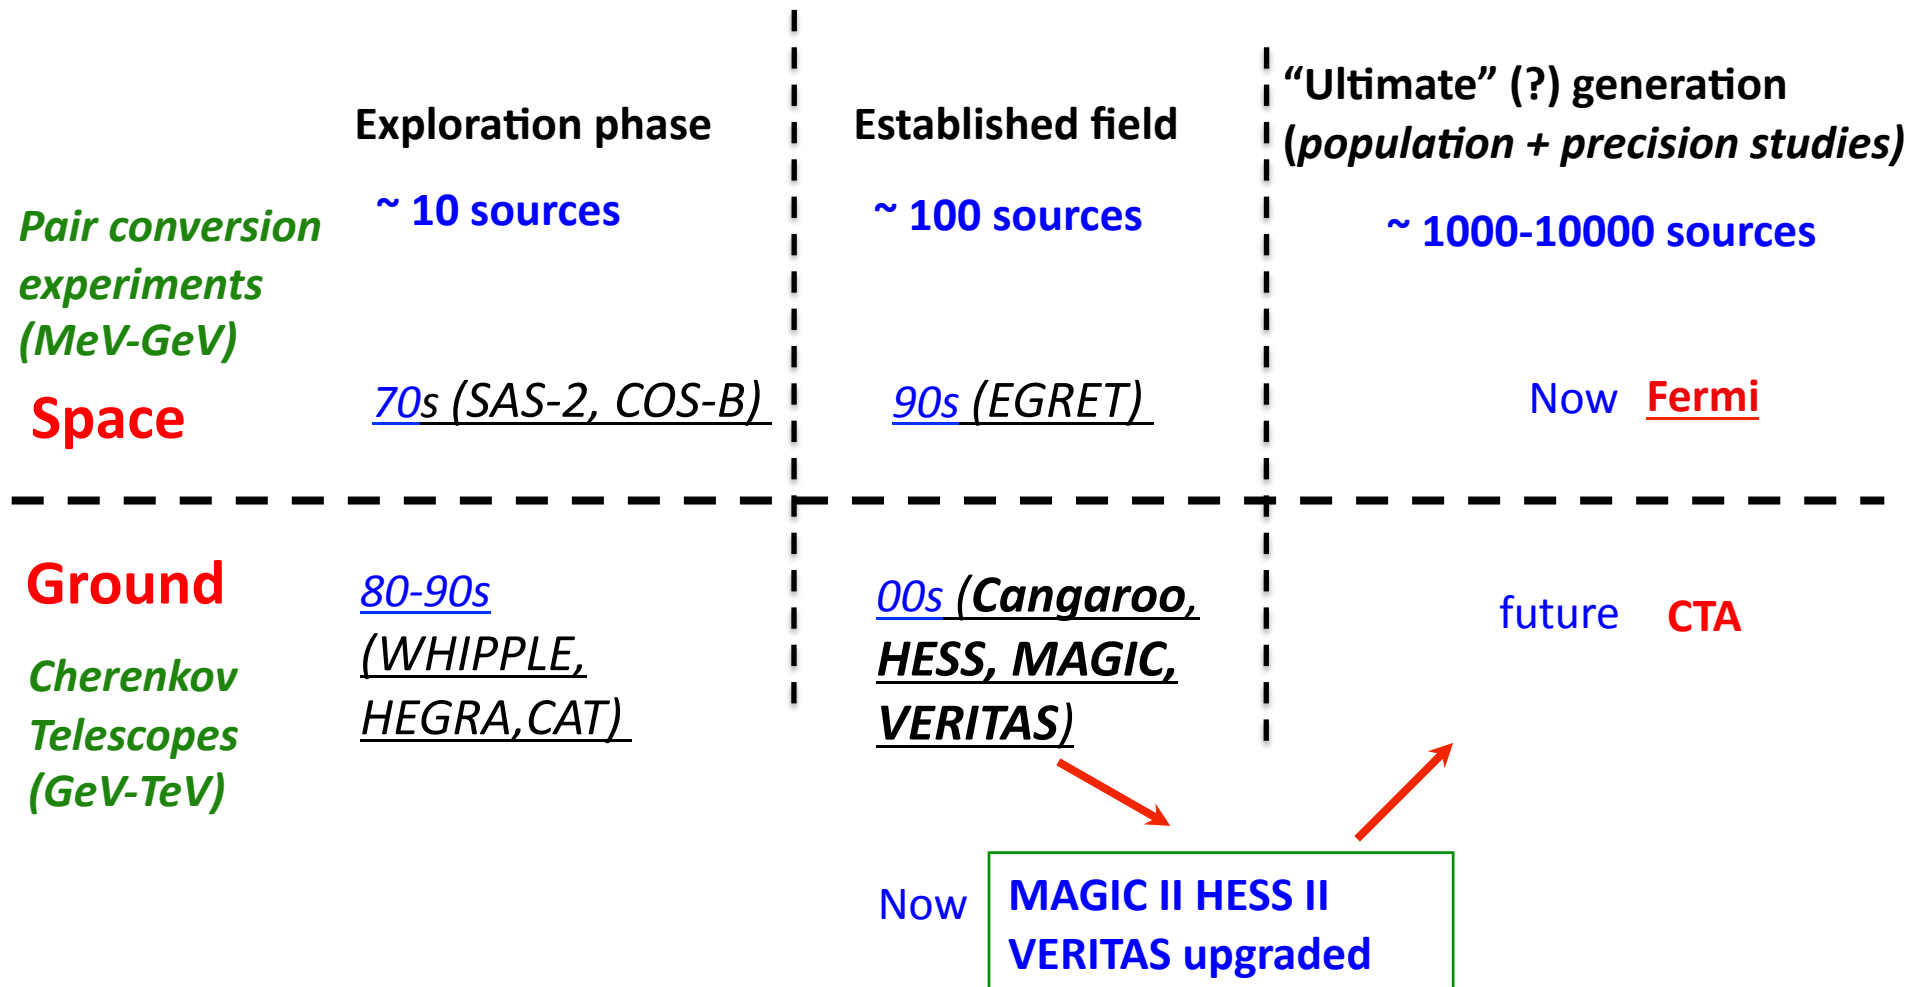 Exploration phase
Established field
“Ultimate” (?) generation
(population + precision studies)
~ 10 sources
~ 100 sources
~ 1000-10000 sources
Pair conversion
experiments
(MeV-GeV)
Space
70s (SAS-2, COS-B)
90s (EGRET)
Now Fermi
Ground
80-90s
(WHIPPLE,
HEGRA,CAT)
00s (Cangaroo,
HESS, MAGIC,
VERITAS)
future CTA
Cherenkov
Telescopes
(GeV-TeV)
Now
MAGIC II HESS II
VERITAS upgraded